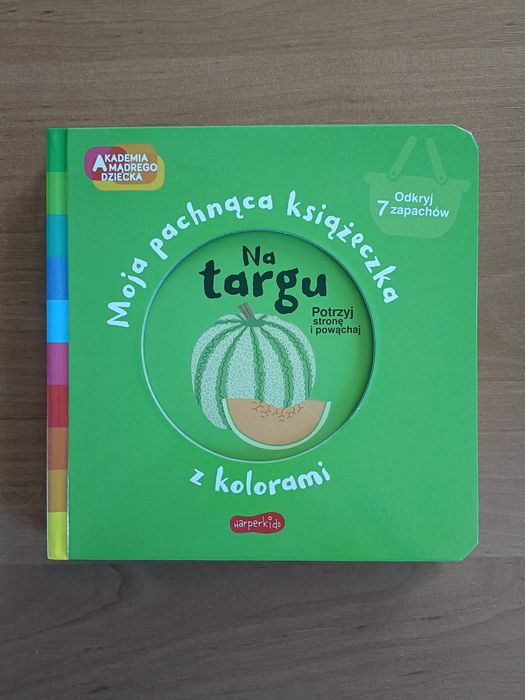 AKADEMIA
MĄDREGO
DZIECKA
Odkryj
7 zapachów
Moja pachnąca książeczka
Na
targu
Potrzyj
stronę
i powąchaj
z kolorami
HarperKids